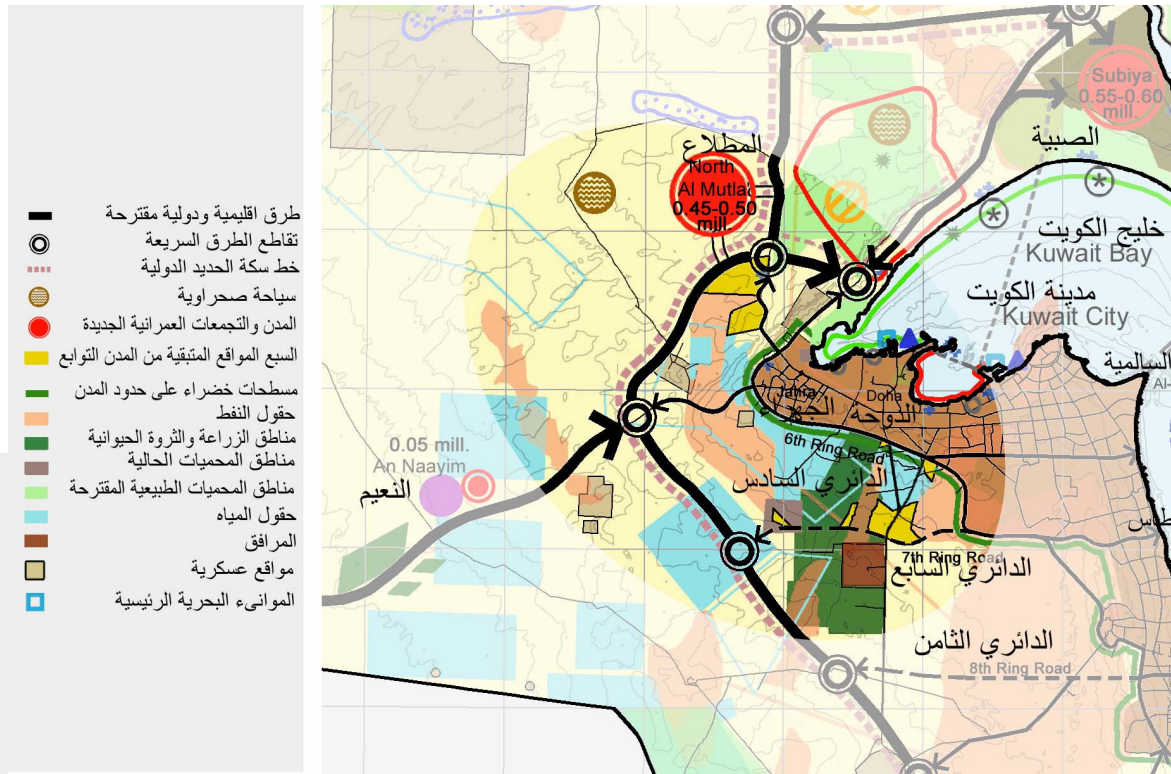 طرق اقليمية ودولية مقترحة
تقاطع الطرق السريعة
خط سكة الحديد الدولية
سياحة صحراوية
المدن والتجمعات العمرانية الجديدة
السبع المواقع المتبقية من المدن التوابع
مسطحات خضراء على حدود المدن
حقول النفط
مناطق الزراعة والثروة الحيوانية
مناطق المحميات الحالية
مناطق المحميات الطبيعية المقترحة
حقول المياه
المرافق
مواقع عسكرية
الموانىء البحرية الرئيسية
Subiya
0.55-0.60
mill.
الصبية
المطلاع
North
Al Mutla
0.45-0.50
mill.
خليج الكويت
Kuwait Bay
مدينة الكويت
Kuwait City
السالمية
Jahra
Doha
الدوحة
6th Ring Road
الدائري السادس
0.05 mill.
An Naayim
النعيم
7th Ring Road
الدائري السابع
الدائري الثامن
8th Ring Road